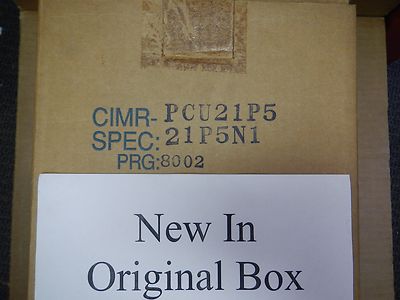 CIMR-PCU21P5
SPEC:21P5N1
PRG:8002
New In
Original Box